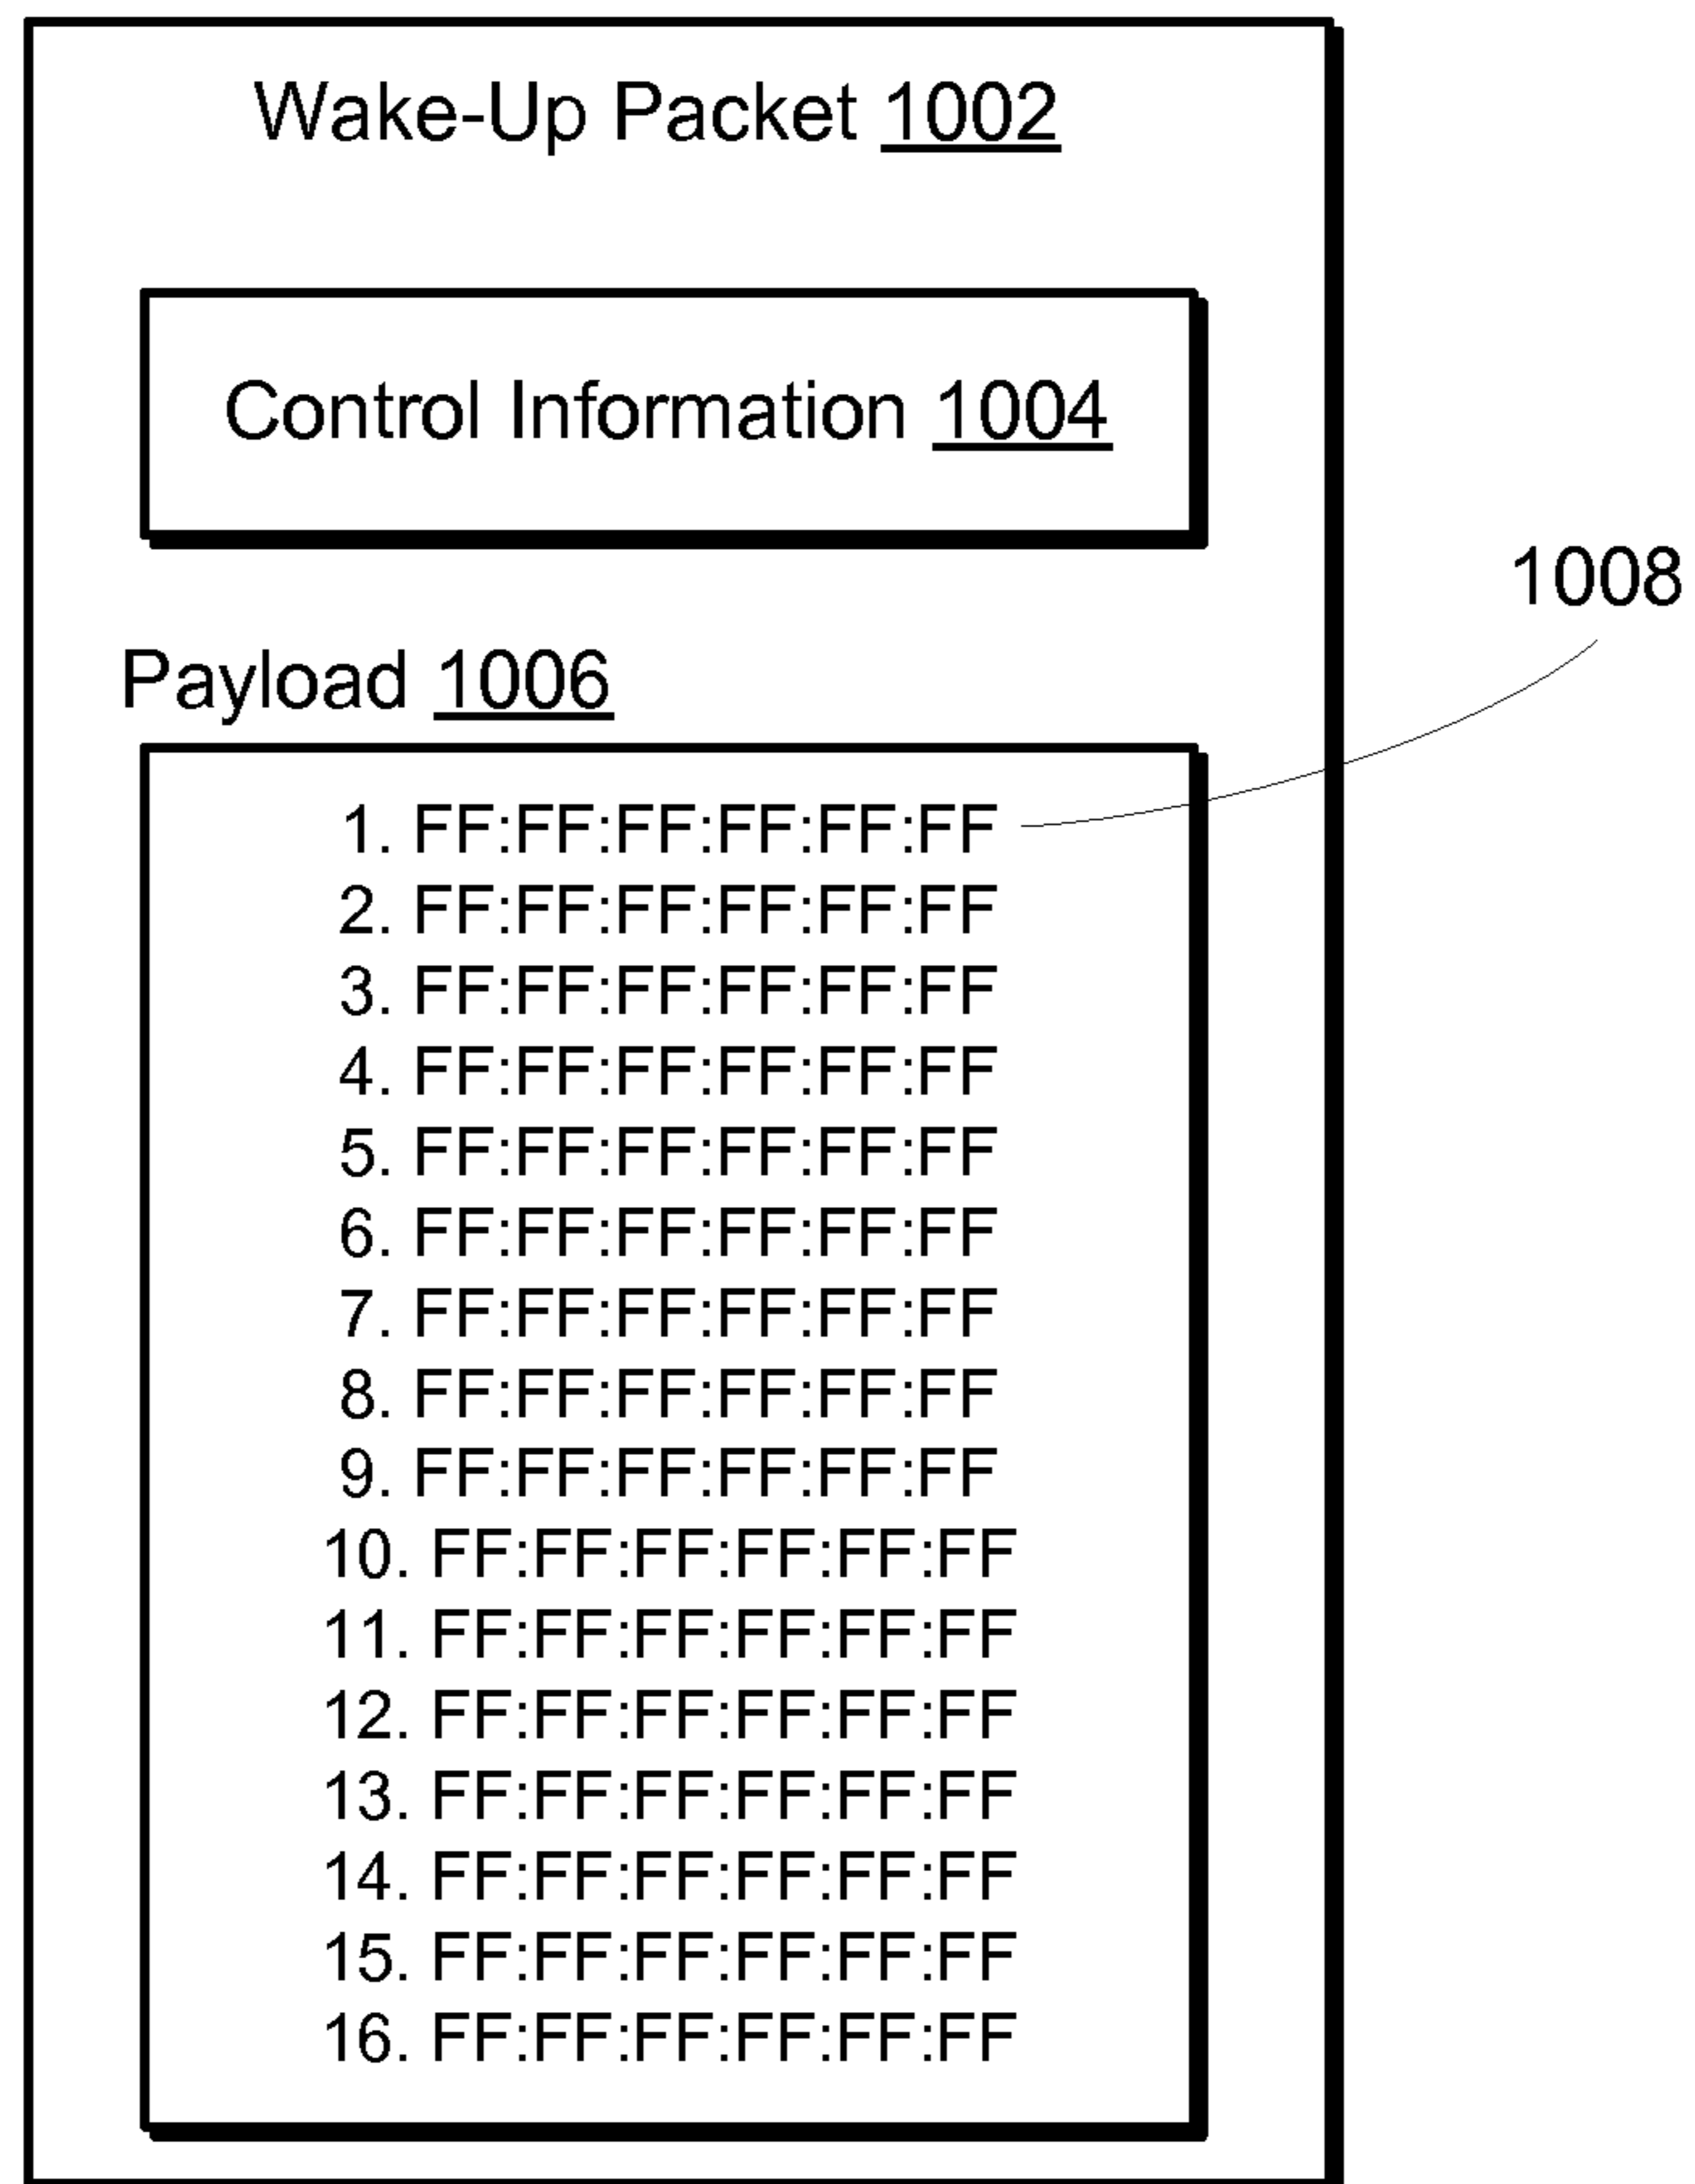 Wake-Up Packet 1002
Control Information 1004
1008
Payload 1006
1. FF:FF:FF:FF:FF:FF
2. FF:FF:FF:FF:FF:FF
3. FF:FF:FF:FF:FF:FF
4. FF:FF:FF:FF:FF:FF
5. FF:FF:FF:FF:FF:FF
6. FF:FF:FF:FF:FF:FF
7. FF:FF:FF:FF:FF:FF
8. FF:FF:FF:FF:FF:FF
9. FF:FF:FF:FF:FF:FF
10. FF:FF:FF:FF:FF:FF
11. FF:FF:FF:FF:FF:FF
12. FF:FF:FF:FF:FF:FF
13. FF:FF:FF:FF:FF:FF
14. FF:FF:FF:FF:FF:FF
15. FF:FF:FF:FF:FF:FF
16. FF:FF:FF:FF:FF:FF